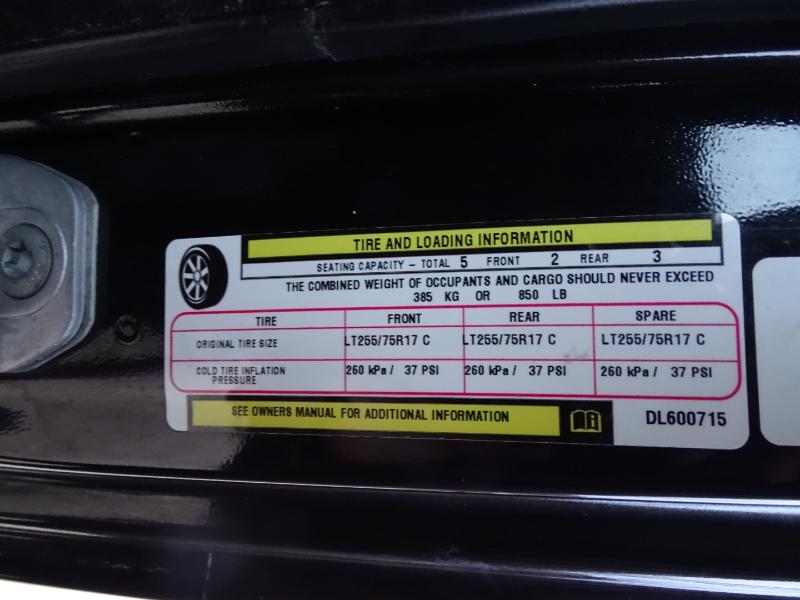 TIRE AND LOADING INFORMATION
SEATING CAPACITY – TOTAL 5 FRONT 2 REAR 3
THE COMBINED WEIGHT OF OCCUPANTS AND CARGO SHOULD NEVER EXCEED
385 KG OR 850 LB
TIRE FRONT REAR SPARE
ORIGINAL TIRE SIZE LT255/75R17 C LT255/75R17 C LT255/75R17 C
COLD TIRE INFLATION PRESSURE 260 kPa / 37 PSI 260 kPa / 37 PSI 260 kPa / 37 PSI
SEE OWNERS MANUAL FOR ADDITIONAL INFORMATION DL600715